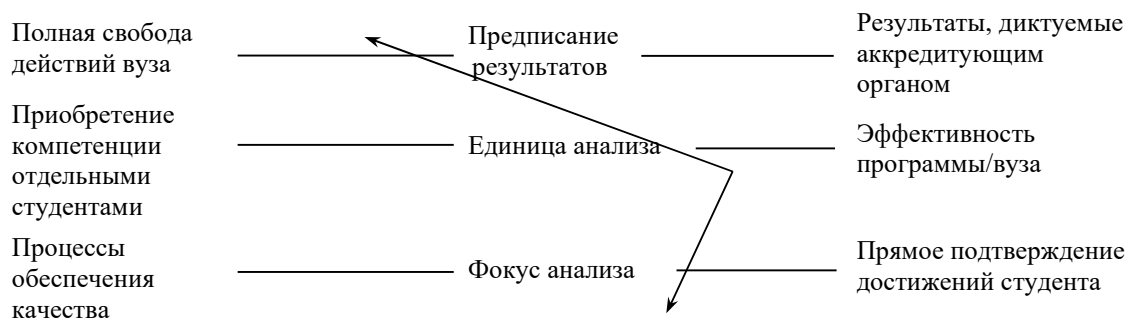 Полная свобода
действий вуза
Предписание
результатов
Результаты, диктуемые
аккредитующим
органом
Приобретение
компетенции
отдельными
студентами
Единица анализа
Эффективность
программы/вуза
Процессы
обеспечения
качества
Фокус анализа
Прямое подтверждение
достижений студента